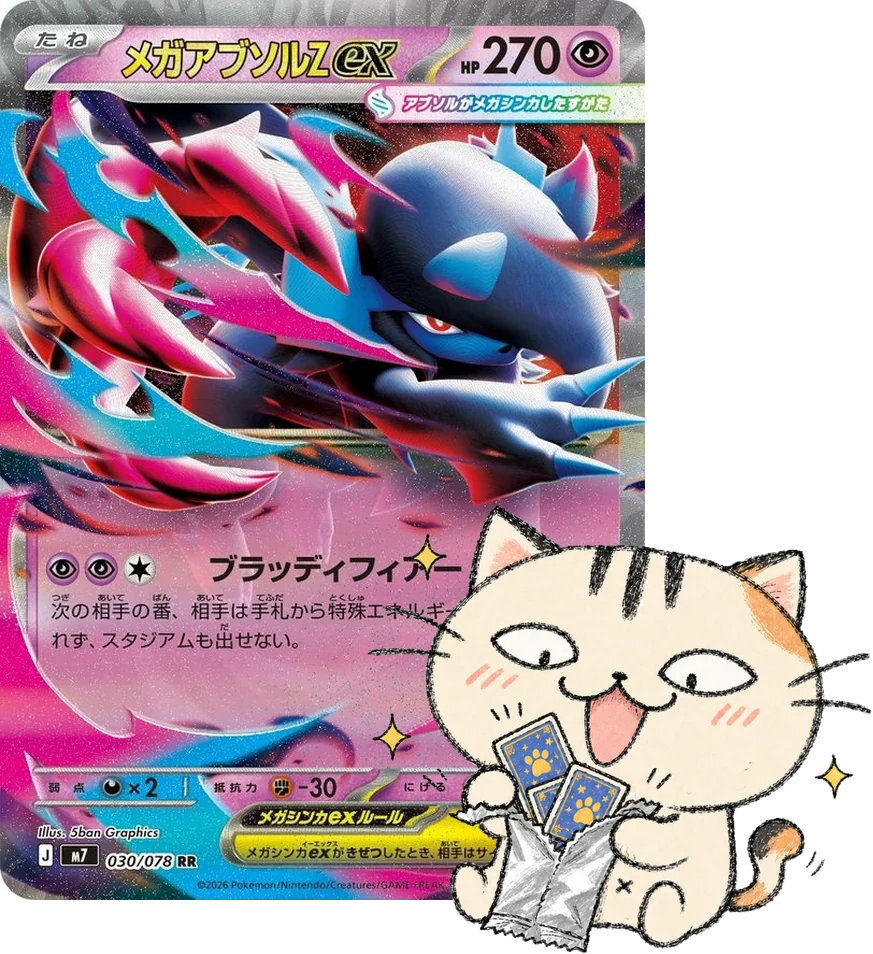 たね
メガアブソルZex
HP 270
アブソルがメガシンカしたすがた
ブラッディフィアー
次の相手の番、相手は手札から特殊エネルギー
れず、スタジアムも出せない。
弱点 ×2 抵抗力 -30 にげる
メガシンカexルール
メガシンカexがきぜつしたとき、相手はサ
Illus. 5ban Graphics
J m7 030/078 RR
©2026 Pokémon/Nintendo/Creatures/GAME FREAK